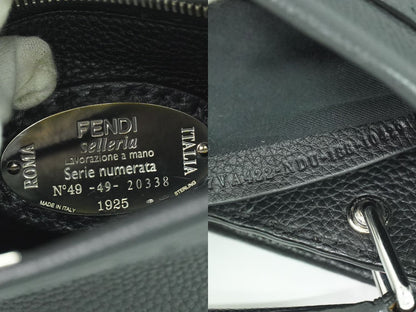 FENDI
selleria
Lavorazione a mano
Serie numerata
N°49 -49- 20338
MADE IN ITALY 1925 STERLING
ROMA
ITALIA